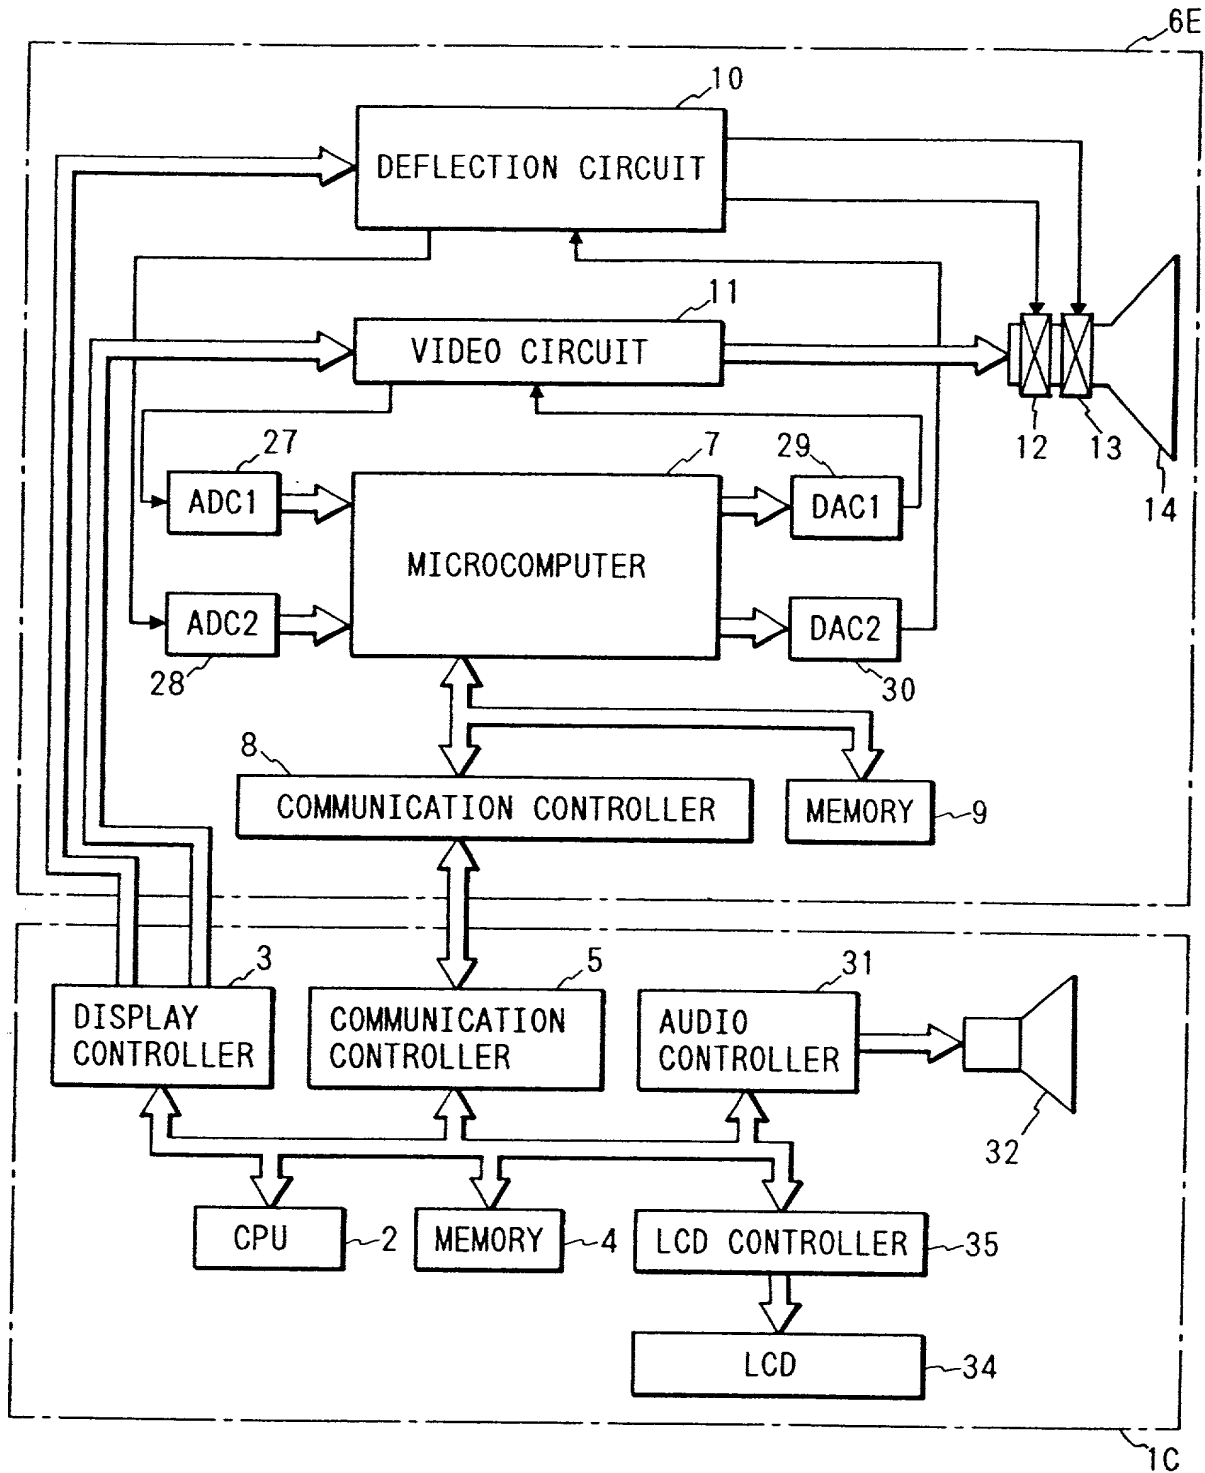 6E
10
DEFLECTION CIRCUIT
11
VIDEO CIRCUIT
12
13
14
27
7
29
ADC1
DAC1
MICROCOMPUTER
ADC2
DAC2
28
30
8
COMMUNICATION CONTROLLER
MEMORY
9
3
5
31
DISPLAY
CONTROLLER
COMMUNICATION
CONTROLLER
AUDIO
CONTROLLER
32
CPU
2
MEMORY
4
LCD CONTROLLER
35
LCD
34
1C